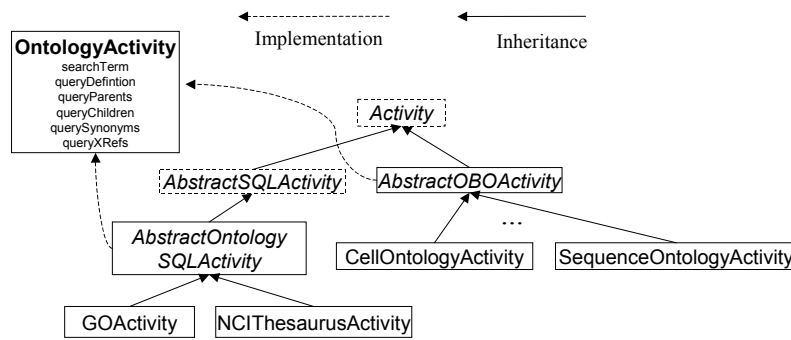 OntologyActivity
searchTerm
queryDefintion
queryParents
queryChildren
querySynonyms
queryXRefs
Implementation
Inheritance
Activity
AbstractSQLActivity
AbstractOBOActivity
...
AbstractOntology
SQLActivity
CellOntologyActivity
SequenceOntologyActivity
GOActivity
NCIThesaurusActivity